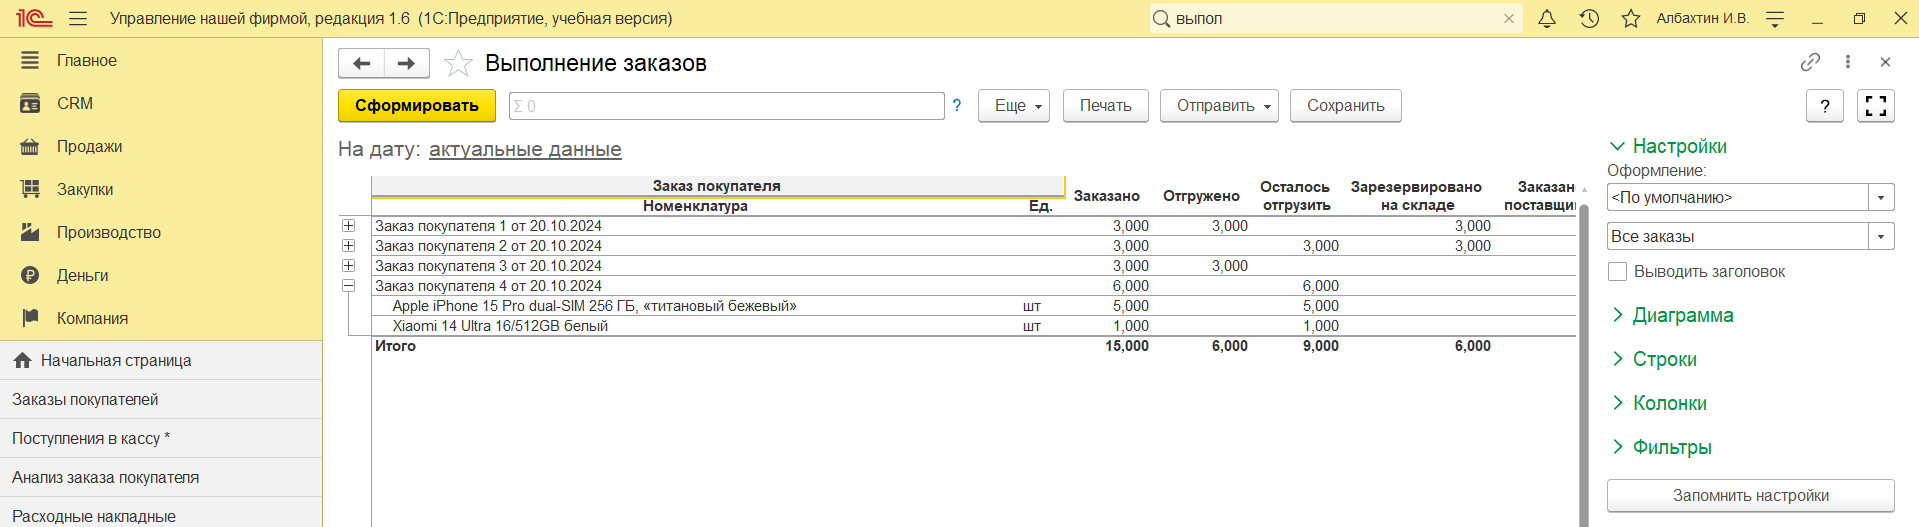 1С Управление нашей фирмой, редакция 1.6 (1С:Предприятие, учебная версия) выпол Албахтин И.В.
Главное
CRM
Продажи
Закупки
Производство
Деньги
Компания
Начальная страница
Заказы покупателей
Поступления в кассу *
Анализ заказа покупателя
Расходные накладные
Выполнение заказов
Сформировать Σ 0 ? Еще Печать Отправить Сохранить ?
На дату: актуальные данные
Заказ покупателя Заказано Отгружено Осталось отгрузить Зарезервировано на складе Заказан поставщи
Номенклатура Ед.
Заказ покупателя 1 от 20.10.2024 3,000 3,000 3,000
Заказ покупателя 2 от 20.10.2024 3,000 3,000 3,000
Заказ покупателя 3 от 20.10.2024 3,000 3,000
Заказ покупателя 4 от 20.10.2024 6,000 6,000
Apple iPhone 15 Pro dual-SIM 256 ГБ, «титановый бежевый» шт 5,000 5,000
Xiaomi 14 Ultra 16/512GB белый шт 1,000 1,000
Итого 15,000 6,000 9,000 6,000
Настройки
Оформление:
<По умолчанию>
Все заказы
Выводить заголовок
Диаграмма
Строки
Колонки
Фильтры
Запомнить настройки